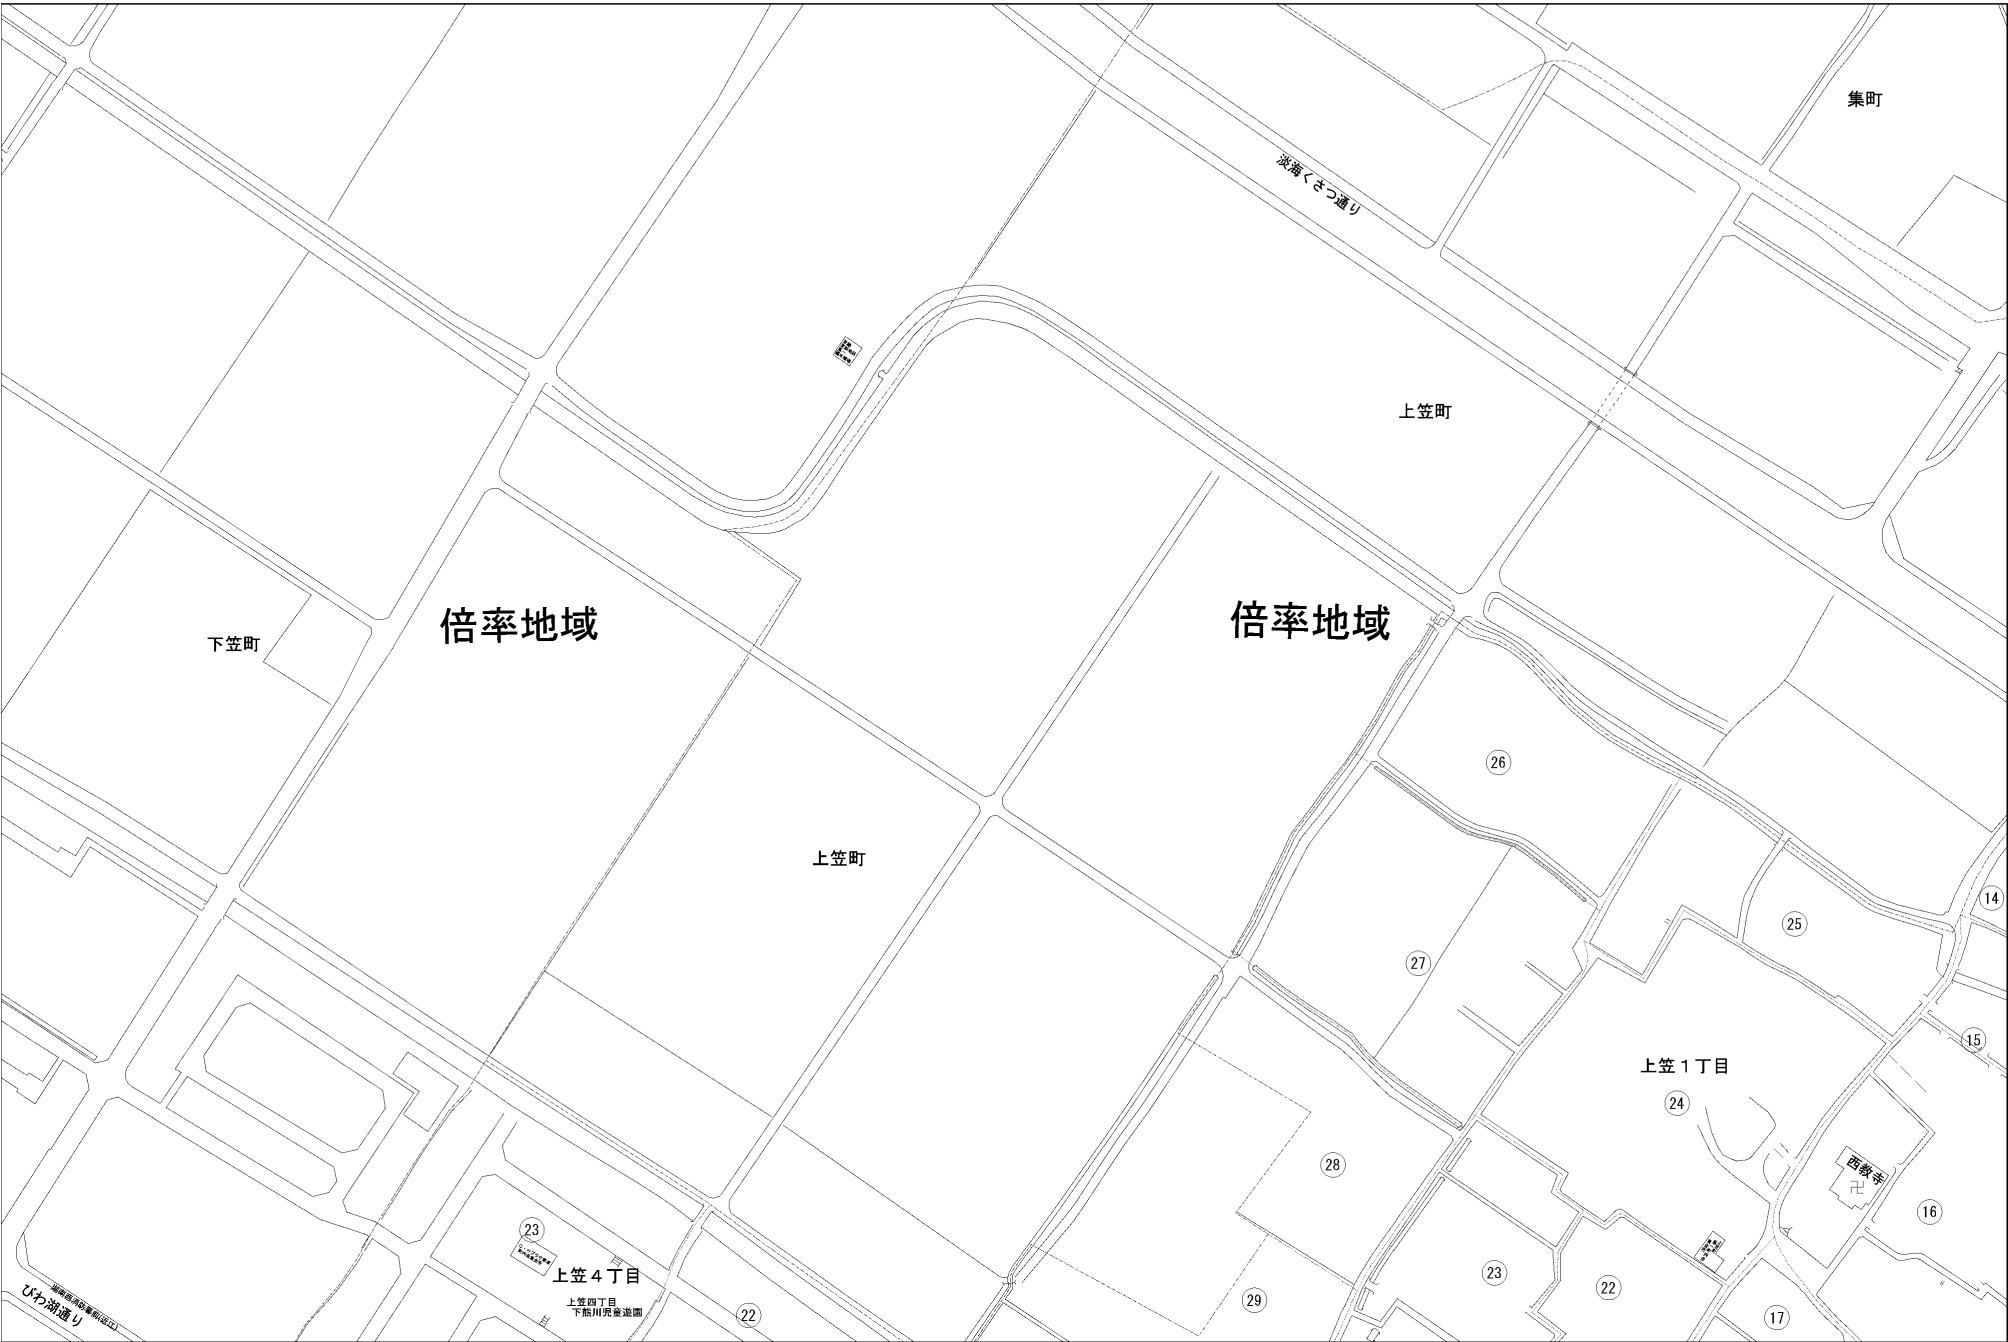 集町
淡海くさつ通り
上笠町
倍率地域
倍率地域
下笠町
26
上笠町
14
25
27
15
上笠1丁目
24
28
西教寺
16
23
上笠4丁目
上笠四丁目
下熊川児童遊園
22
びわ湖通り
29
23
22
17